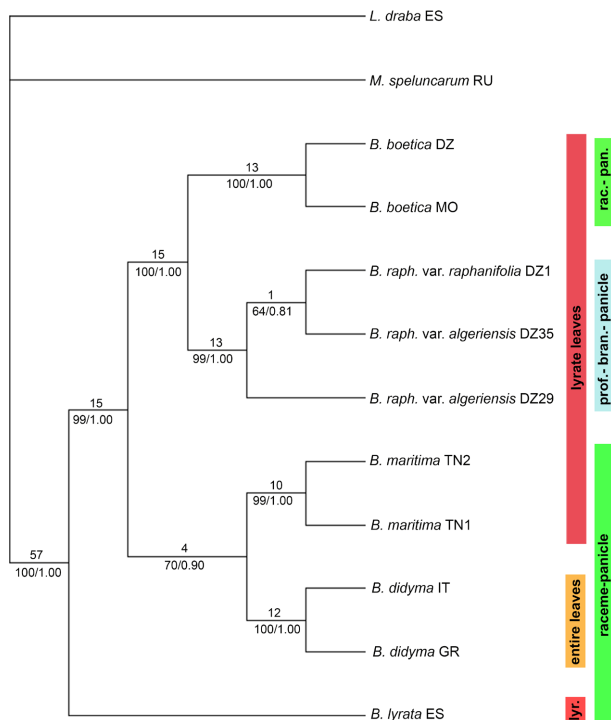 L. draba ES
M. speluncarum RU
B. boetica DZ
13
100/1.00
B. boetica MO
15
100/1.00
B. raph. var. raphanifolia DZ1
1
64/0.81
B. raph. var. algeriensis DZ35
13
99/1.00
B. raph. var. algeriensis DZ29
15
99/1.00
B. maritima TN2
10
99/1.00
B. maritima TN1
4
70/0.90
57
100/1.00
B. didyma IT
12
100/1.00
B. didyma GR
B. lyrata ES
lyrate leaves
entire leaves
lyr.
rac.- pan.
prof.- bran.- panicle
raceme-panicle